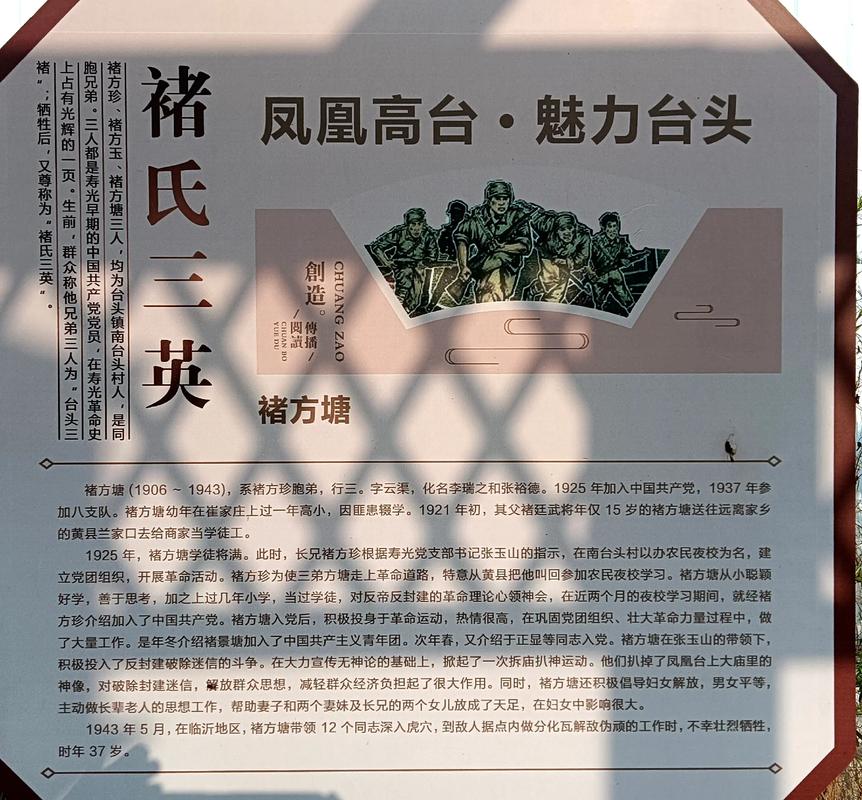 凤凰高台·魅力台头
褚氏三英
褚方珍、褚方玉、褚方塘三人，均为台头镇南台头村人，是同
胞兄弟。三人都是寿光早期的中国共产党党员，在寿光革命史
上占有光辉的一页。生前，群众称他兄弟三人为“台头三
褚”；牺牲后，又尊称为“褚氏三英”。
CHUANG ZAO
創造。
傳播/
/閱讀
CHUAN BO
YUE DU
褚方塘
褚方塘（1906 ~ 1943），系褚方珍胞弟，行三。字云渠，化名李瑞之和张裕德。1925 年加入中国共产党，1937 年参
加八支队。褚方塘幼年在崔家庄上过一年高小，因匪患辍学。1921 年初，其父褚廷武将年仅 15 岁的褚方塘送往远离家乡
的黄县兰家口去给商家当学徒工。
1925 年，褚方塘学徒将满。此时，长兄褚方珍根据寿光党支部书记张玉山的指示，在南台头村以办农民夜校为名，建
立党团组织，开展革命活动。褚方珍为使三弟方塘走上革命道路，特意从黄县把他叫回参加农民夜校学习。褚方塘从小聪颖
好学，善于思考，加之上过几年小学，当过学徒，对反帝反封建的革命理论心领神会，在近两个月的夜校学习期间，就经褚
方珍介绍加入了中国共产党。褚方塘入党后，积极投身于革命运动，热情很高，在巩固党团组织、壮大革命力量过程中，做
了大量工作。是年冬介绍褚景塘加入了中国共产主义青年团。次年春，又介绍于正显等同志入党。褚方塘在张玉山的带领下，
积极投入了反封建破除迷信的斗争。在大力宣传无神论的基础上，掀起了一次拆庙扒神运动。他们扒掉了凤凰台上大庙里的
神像，对破除封建迷信，解放群众思想，减轻群众经济负担起了很大作用。同时，褚方塘还积极倡导妇女解放，男女平等，
主动做长辈老人的思想工作，帮助妻子和两个妻妹及长兄的两个女儿放成了天足，在妇女中影响很大。
1943 年 5 月，在临沂地区，褚方塘带领 12 个同志深入虎穴，到敌人据点内做分化瓦解敌伪顽的工作时，不幸壮烈牺牲，
时年 37 岁。